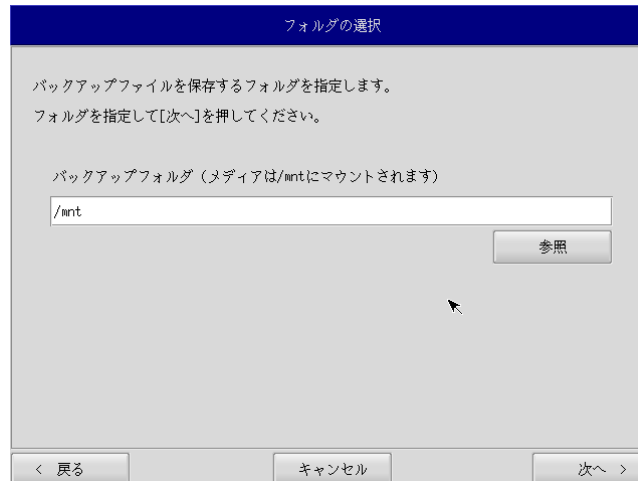 フォルダの選択
バックアップファイルを保存するフォルダを指定します。
フォルダを指定して[次へ]を押してください。
バックアップフォルダ（メディアは/mntにマウントされます）
/mnt
参照
< 戻る
キャンセル
次へ >